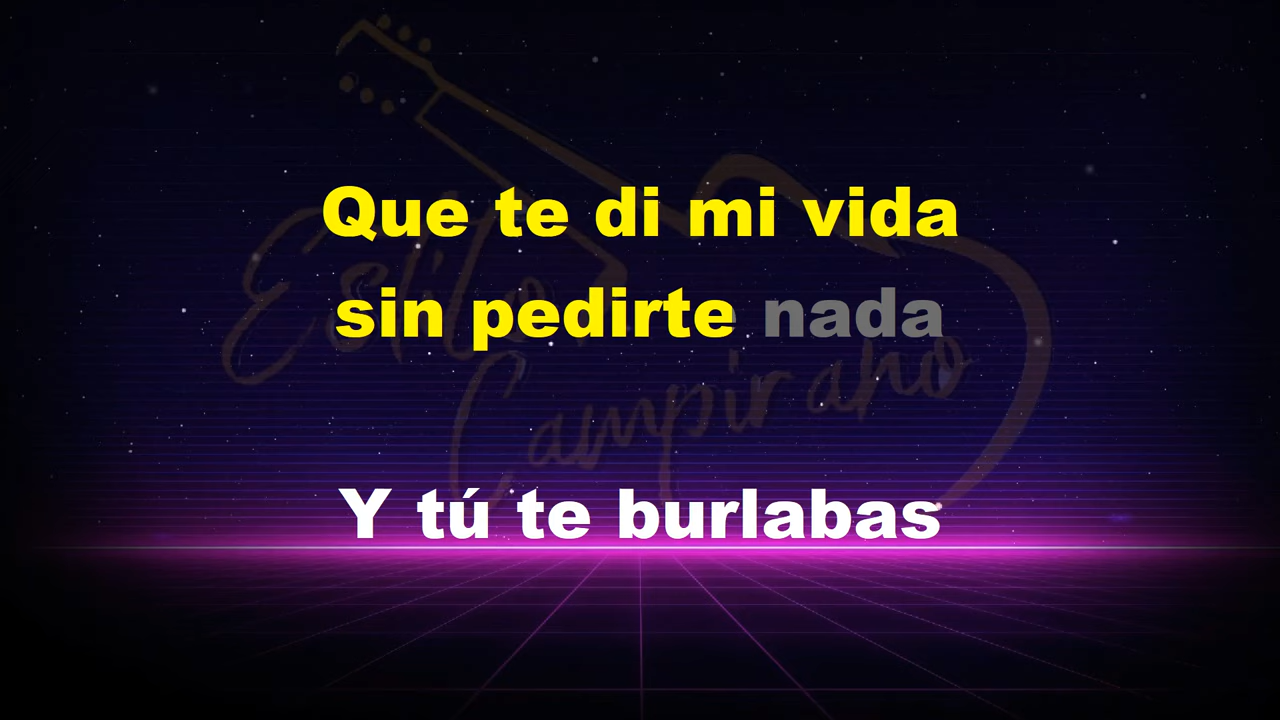 Que te di mi vida
sin pedirte nada
Estilo
Campirano
Y tú te burlabas